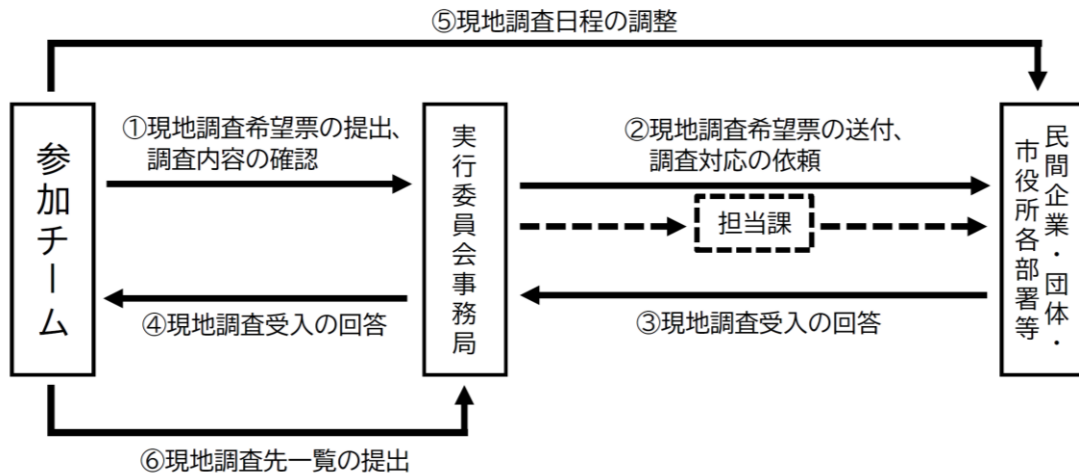 ⑤現地調査日程の調整
参加チーム
①現地調査希望票の提出、
調査内容の確認
実行委員会事務局
②現地調査希望票の送付、
調査対応の依頼
担当課
民間企業・団体・
市役所各部署等
④現地調査受入の回答
③現地調査受入の回答
⑥現地調査先一覧の提出